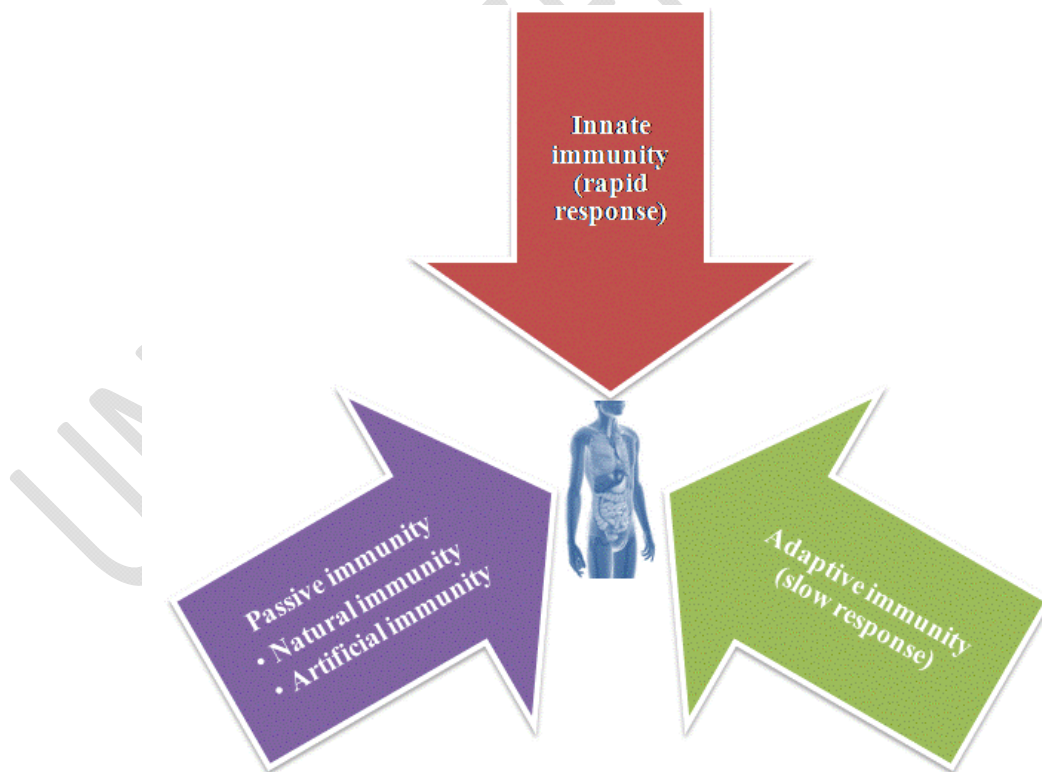 Innate
immunity
(rapid
response)
Passive immunity
• Natural immunity
• Artificial immunity
Adaptive immunity
(slow response)